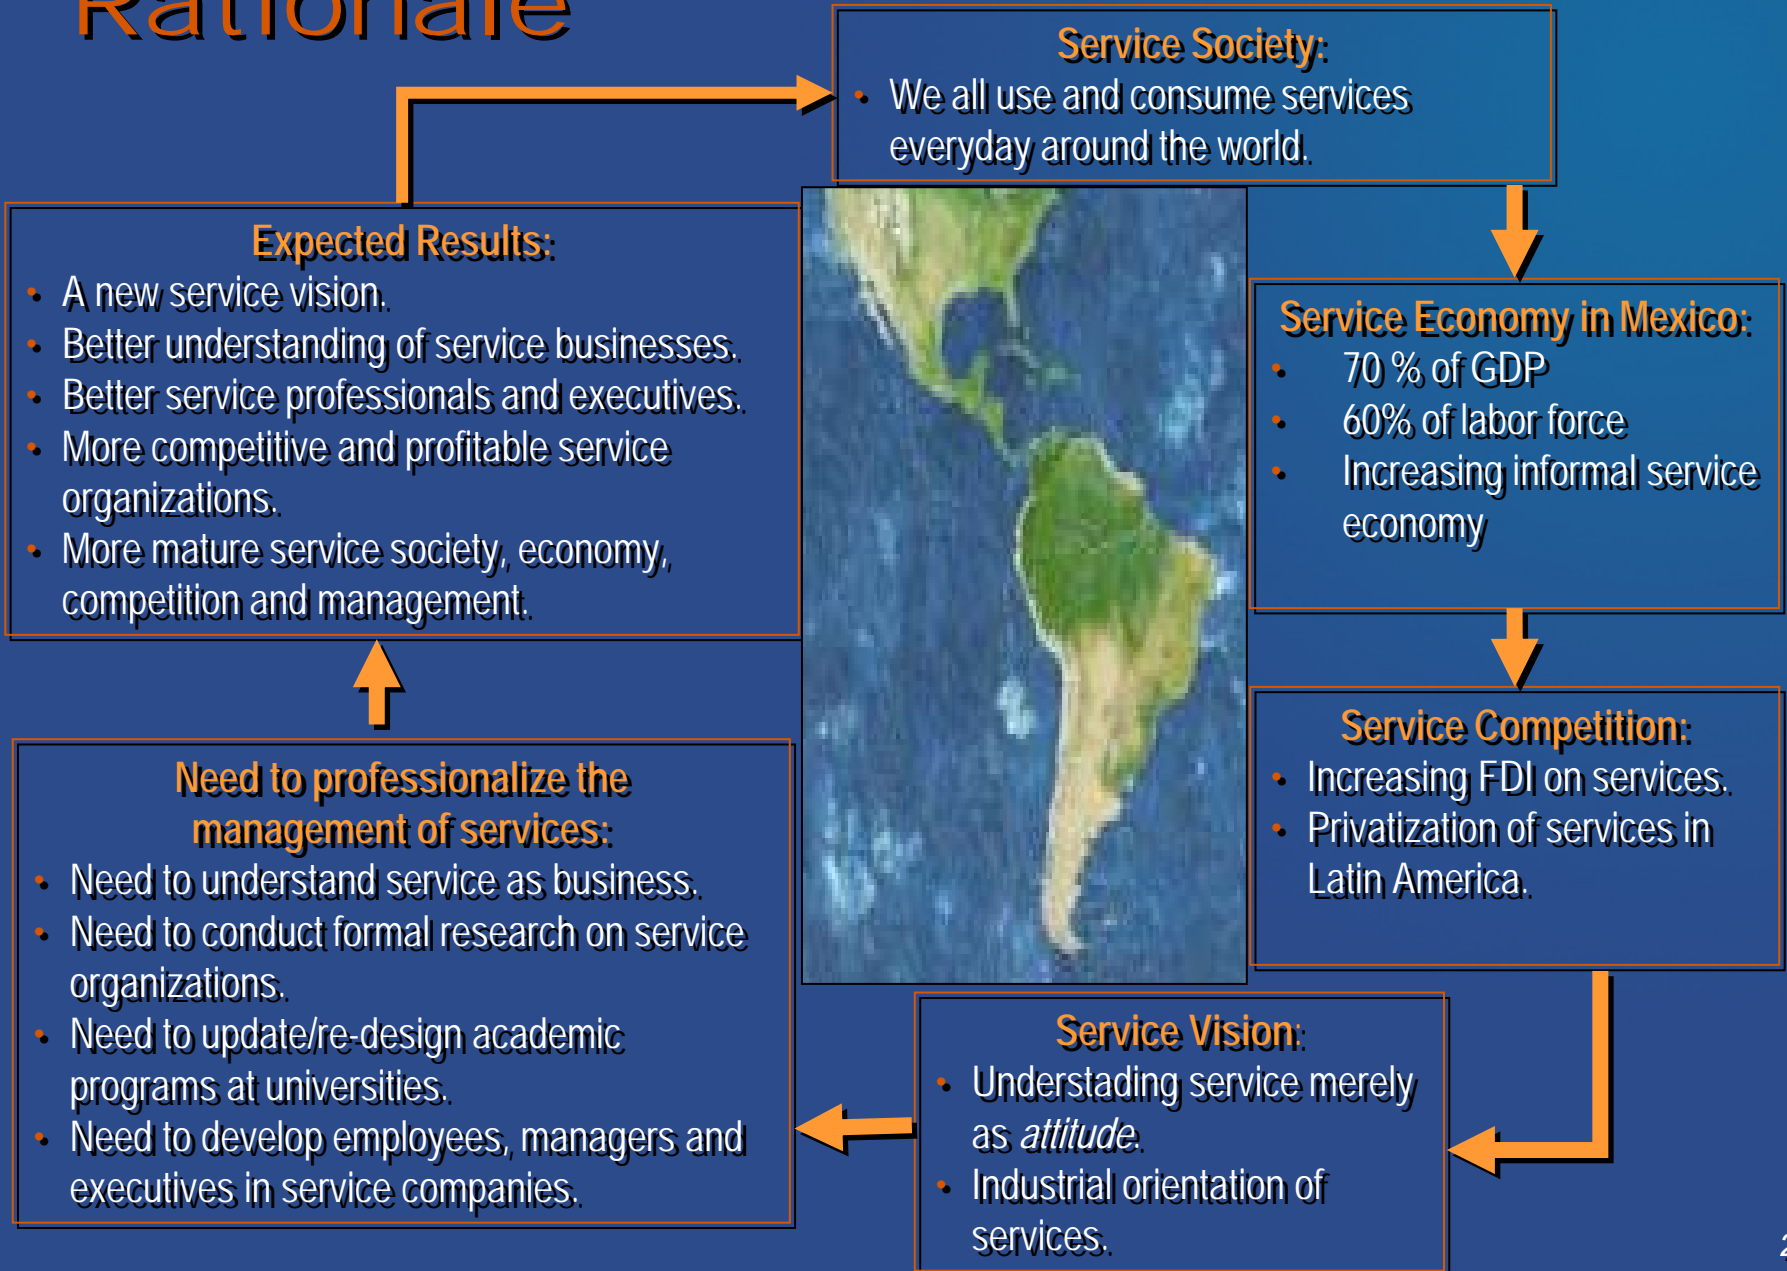 Rationale
Service Society:
• We all use and consume services
everyday around the world.
Service Economy in Mexico:
• 70 % of GDP
• 60% of labor force
• Increasing informal service
economy
Service Competition:
• Increasing FDI on services.
• Privatization of services in
Latin America.
Service Vision:
• Understading service merely
as attitude.
• Industrial orientation of
services.
Need to professionalize the
management of services:
• Need to understand service as business.
• Need to conduct formal research on service
organizations.
• Need to update/re-design academic
programs at universities.
• Need to develop employees, managers and
executives in service companies.
Expected Results:
• A new service vision.
• Better understanding of service businesses.
• Better service professionals and executives.
• More competitive and profitable service
organizations.
• More mature service society, economy,
competition and management.
2